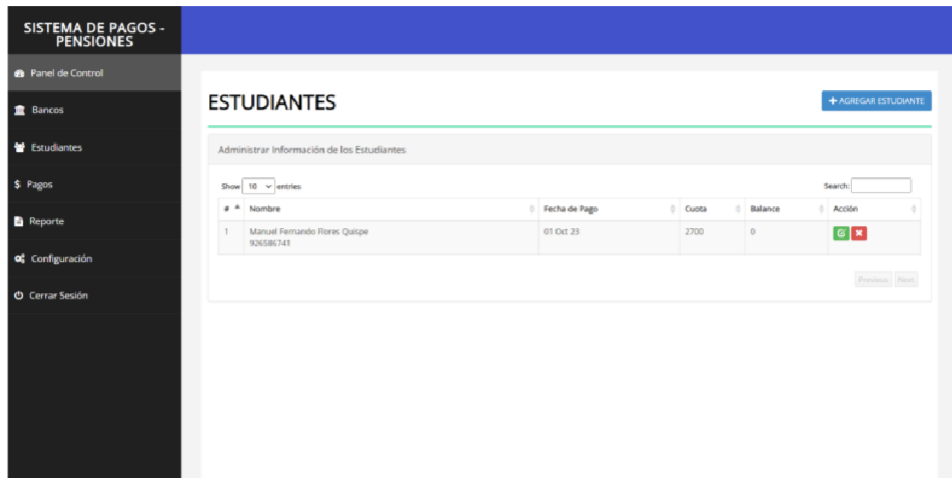 SISTEMA DE PAGOS -
PENSIONES
Panel de Control
Bancos
Estudiantes
$ Pagos
Reporte
Configuración
Cerrar Sesión
ESTUDIANTES
+ AGREGAR ESTUDIANTE
Administrar Información de los Estudiantes
Show 10 entries
Search:
# Nombre Fecha de Pago Cuota Balance Acción
1 Manuel Fernando Flores Quispe 01 Oct 23 2700 0
926586741
Previous Next